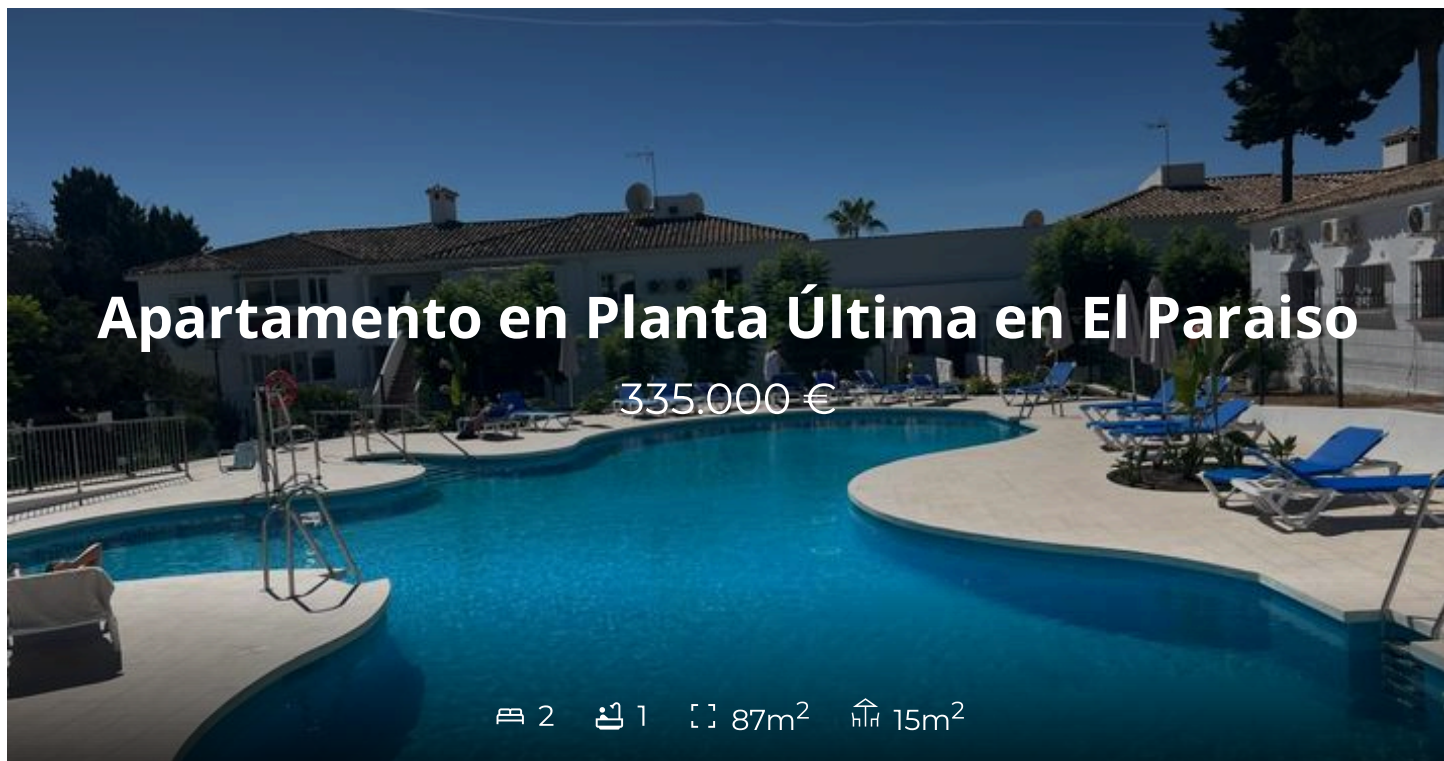 Apartamento en Planta Última en El Paraiso
335.000 €
2 1 87m² 15m²